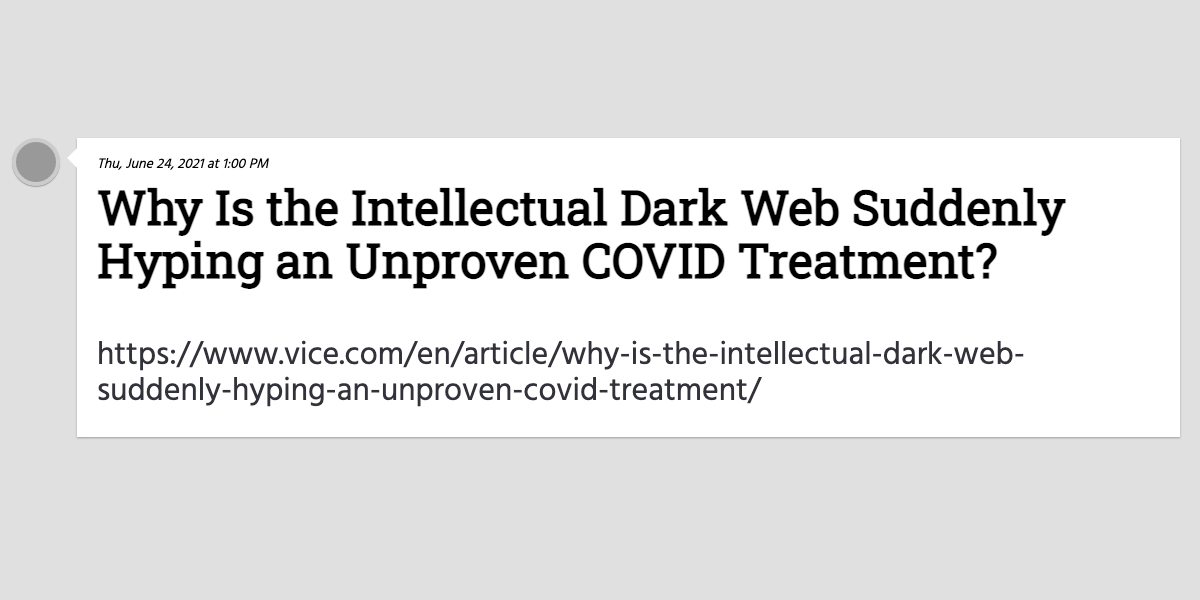 Thu, June 24, 2021 at 1:00 PM
Why Is the Intellectual Dark Web Suddenly
Hyping an Unproven COVID Treatment?
https://www.vice.com/en/article/why-is-the-intellectual-dark-web-
suddenly-hyping-an-unproven-covid-treatment/